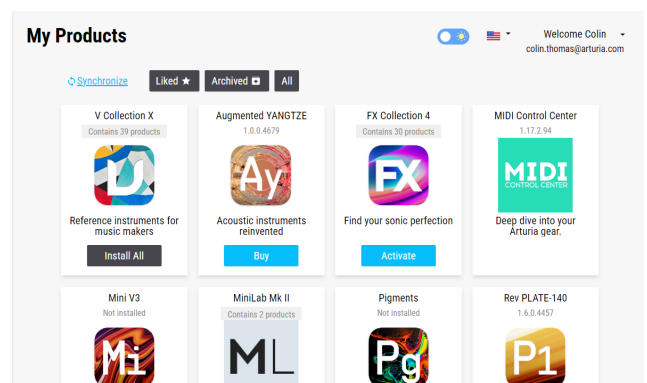 My Products
Welcome Colin
colin.thomas@arturia.com
Synchronize
Liked
Archived
All
V Collection X
Contains 39 products
Reference instruments for
music makers
Install All
Augmented YANGTZE
1.0.0.4679
Ay
Acoustic instruments
reinvented
Buy
FX Collection 4
Contains 30 products
FX
Find your sonic perfection
Activate
MIDI Control Center
1.17.2.94
MIDI
CONTROL CENTER
Deep dive into your
Arturia gear.
Mini V3
Not installed
Mi
MiniLab Mk II
Contains 2 products
ML
Pigments
Not installed
Pg
Rev PLATE-140
1.6.0.4457
P1